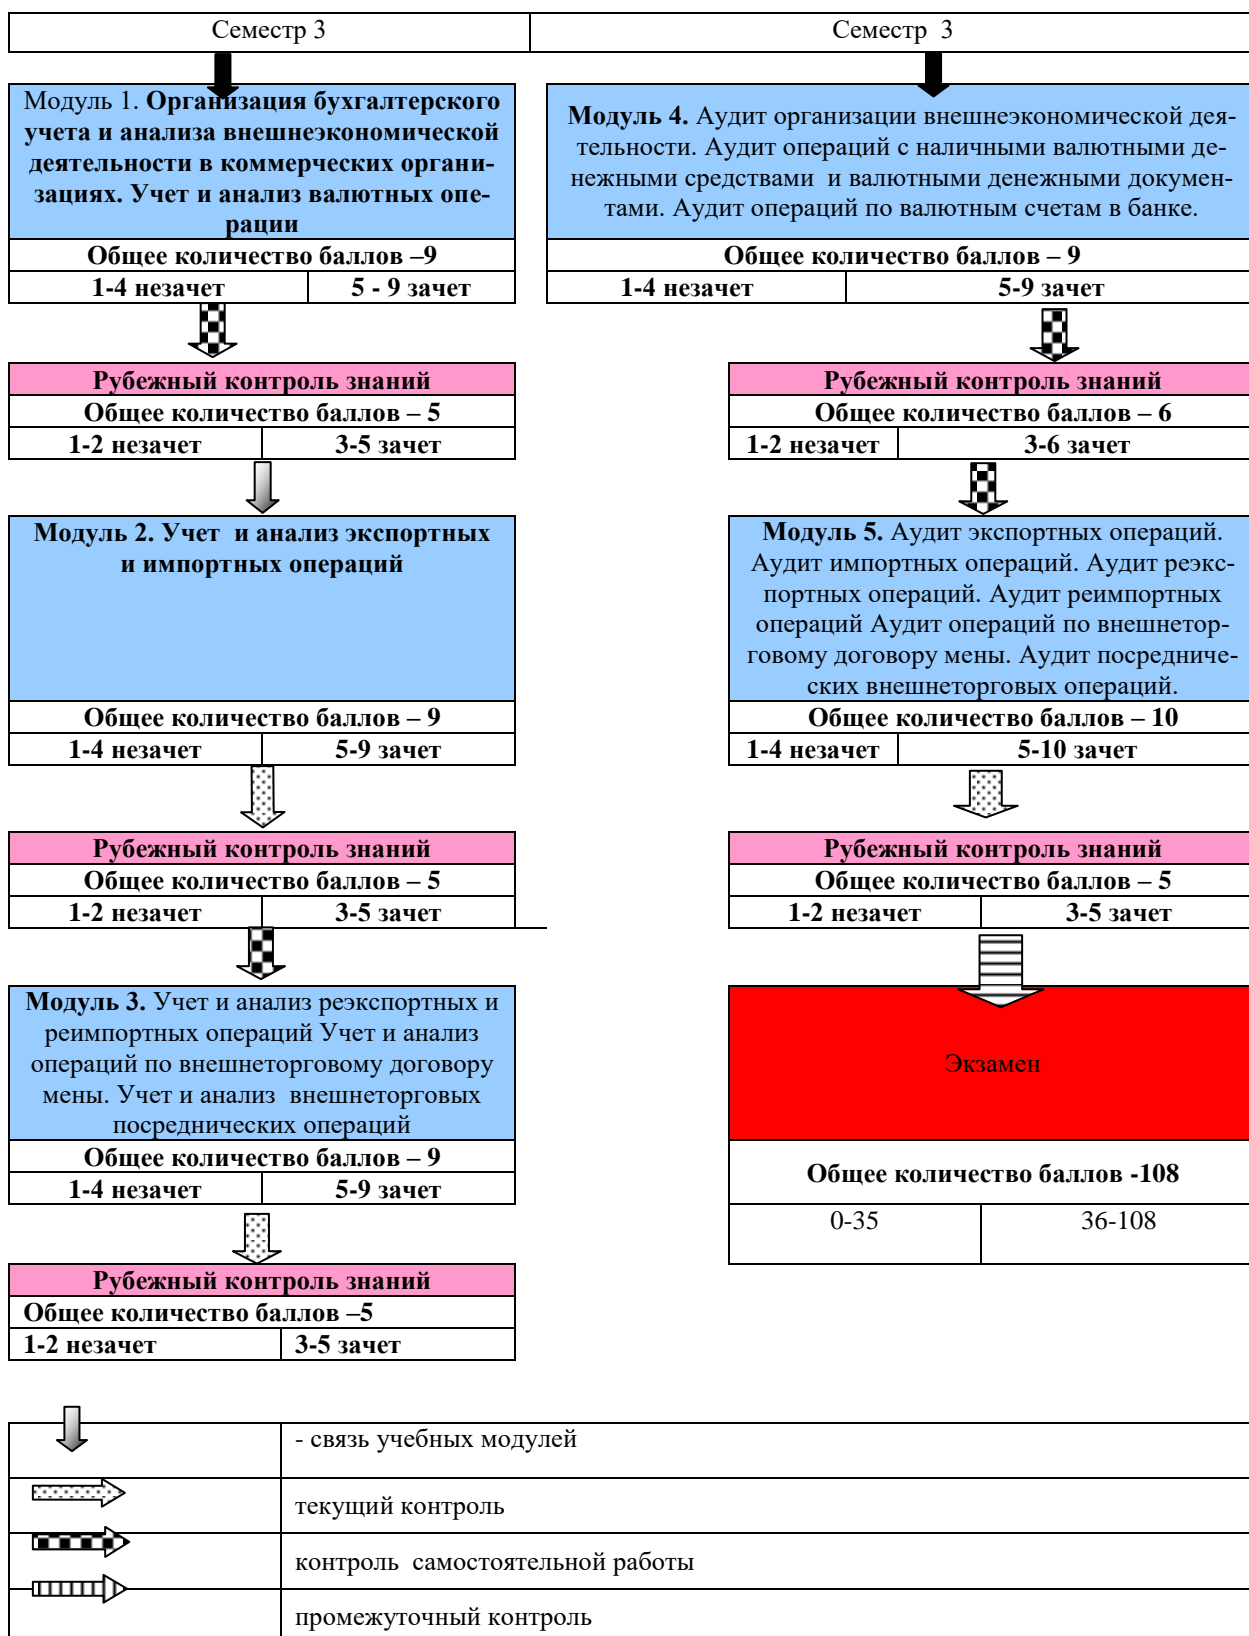 Семестр 3
Семестр 3
Модуль 1. Организация бухгалтерского
учета и анализа внешнеэкономической
деятельности в коммерческих органи-
зациях. Учет и анализ валютных опе-
рации
Общее количество баллов –9
1-4 незачет
5 - 9 зачет
Рубежный контроль знаний
Общее количество баллов – 5
1-2 незачет
3-5 зачет
Модуль 2. Учет и анализ экспортных
и импортных операций
Общее количество баллов – 9
1-4 незачет
5-9 зачет
Рубежный контроль знаний
Общее количество баллов – 5
1-2 незачет
3-5 зачет
Модуль 3. Учет и анализ реэкспортных и
реимпортных операций Учет и анализ
операций по внешнеторговому договору
мены. Учет и анализ внешнеторговых
посреднических операций
Общее количество баллов – 9
1-4 незачет
5-9 зачет
Рубежный контроль знаний
Общее количество баллов –5
1-2 незачет
3-5 зачет
Модуль 4. Аудит организации внешнеэкономической дея-
тельности. Аудит операций с наличными валютными де-
нежными средствами и валютными денежными докумен-
тами. Аудит операций по валютным счетам в банке.
Общее количество баллов – 9
1-4 незачет
5-9 зачет
Рубежный контроль знаний
Общее количество баллов – 6
1-2 незачет
3-6 зачет
Модуль 5. Аудит экспортных операций.
Аудит импортных операций. Аудит реэкс-
портных операций. Аудит реимпортных
операций Аудит операций по внешнетор-
говому договору мены. Аудит посредниче-
ских внешнеторговых операций.
Общее количество баллов – 10
1-4 незачет
5-10 зачет
Рубежный контроль знаний
Общее количество баллов – 5
1-2 незачет
3-5 зачет
Экзамен
Общее количество баллов -108
0-35
36-108
- связь учебных модулей
текущий контроль
контроль самостоятельной работы
промежуточный контроль